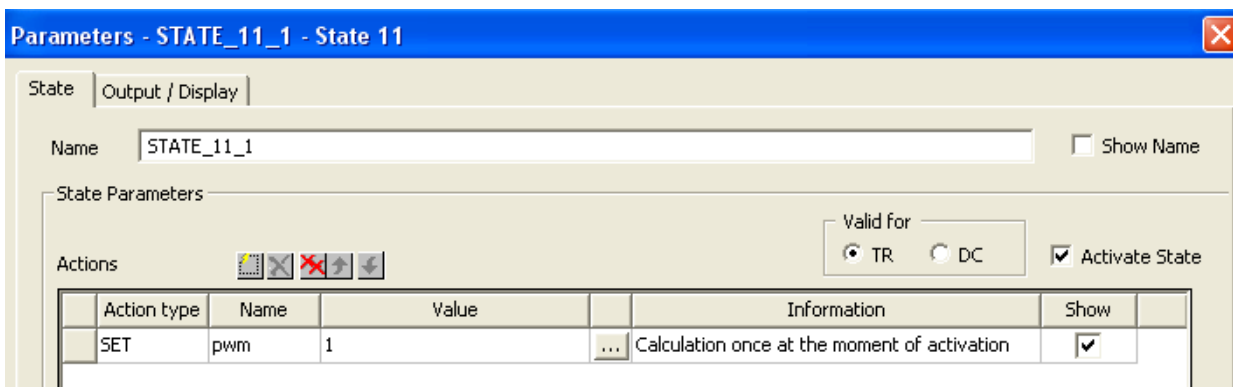 Parameters - STATE_11_1 - State 11
State Output / Display
Name STATE_11_1 Show Name
State Parameters
Valid for
Actions TR DC Activate State
Action type Name Value Information Show
SET pwm 1 ... Calculation once at the moment of activation